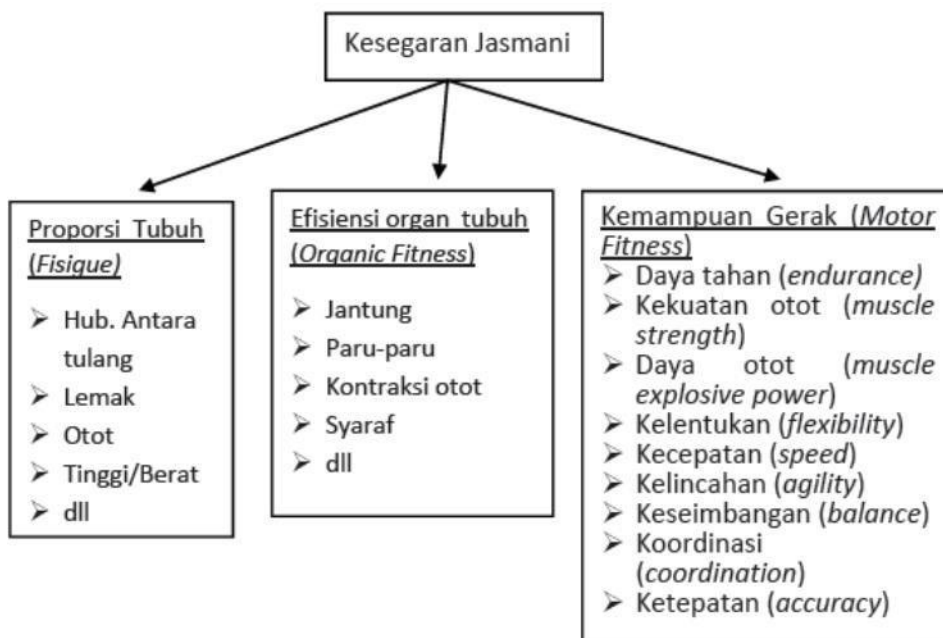 Kesegaran Jasmani
Proporsi Tubuh
(Fisique)
➢ Hub. Antara
tulang
➢ Lemak
➢ Otot
➢ Tinggi/Berat
➢ dll
Efisiensi organ tubuh
(Organic Fitness)
➢ Jantung
➢ Paru-paru
➢ Kontraksi otot
➢ Syaraf
➢ dll
Kemampuan Gerak (Motor
Fitness)
➢ Daya tahan (endurance)
➢ Kekuatan otot (muscle
strength)
➢ Daya otot (muscle
explosive power)
➢ Kelentukan (flexibility)
➢ Kecepatan (speed)
➢ Kelincahan (agility)
➢ Keseimbangan (balance)
➢ Koordinasi
(coordination)
➢ Ketepatan (accuracy)